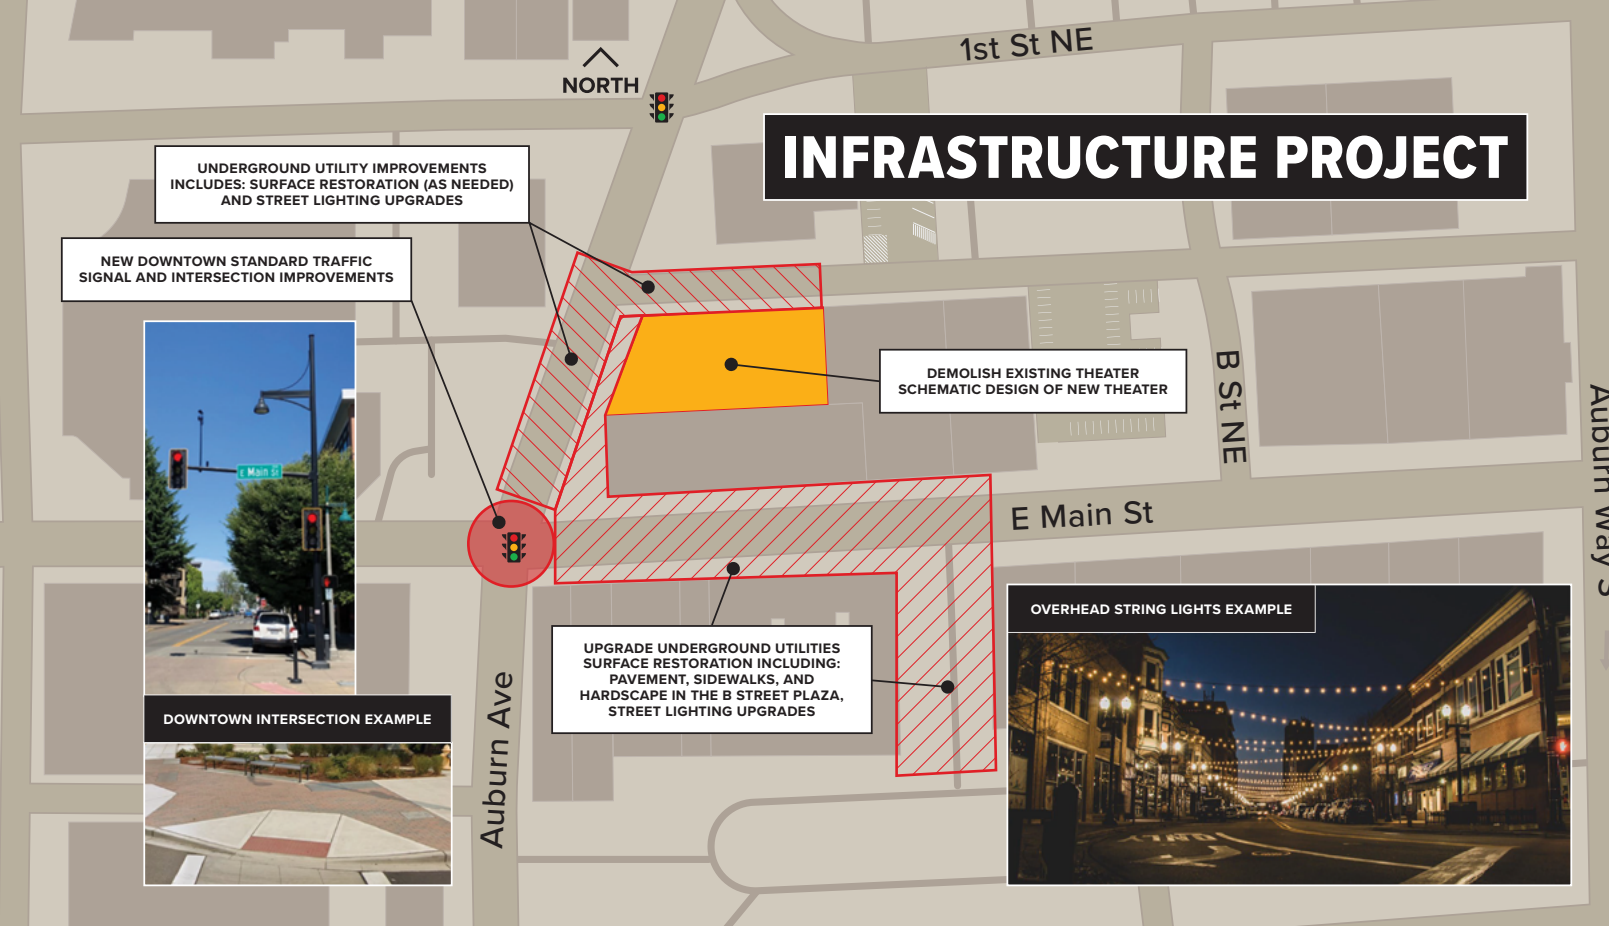 1st St NE
NORTH
INFRASTRUCTURE PROJECT
UNDERGROUND UTILITY IMPROVEMENTS
INCLUDES: SURFACE RESTORATION (AS NEEDED)
AND STREET LIGHTING UPGRADES
NEW DOWNTOWN STANDARD TRAFFIC
SIGNAL AND INTERSECTION IMPROVEMENTS
DEMOLISH EXISTING THEATER
SCHEMATIC DESIGN OF NEW THEATER
B St NE
Auburn Way S
E Main St
E Main St
UPGRADE UNDERGROUND UTILITIES
SURFACE RESTORATION INCLUDING:
PAVEMENT, SIDEWALKS, AND
HARDSCAPE IN THE B STREET PLAZA,
STREET LIGHTING UPGRADES
OVERHEAD STRING LIGHTS EXAMPLE
DOWNTOWN INTERSECTION EXAMPLE
Auburn Ave